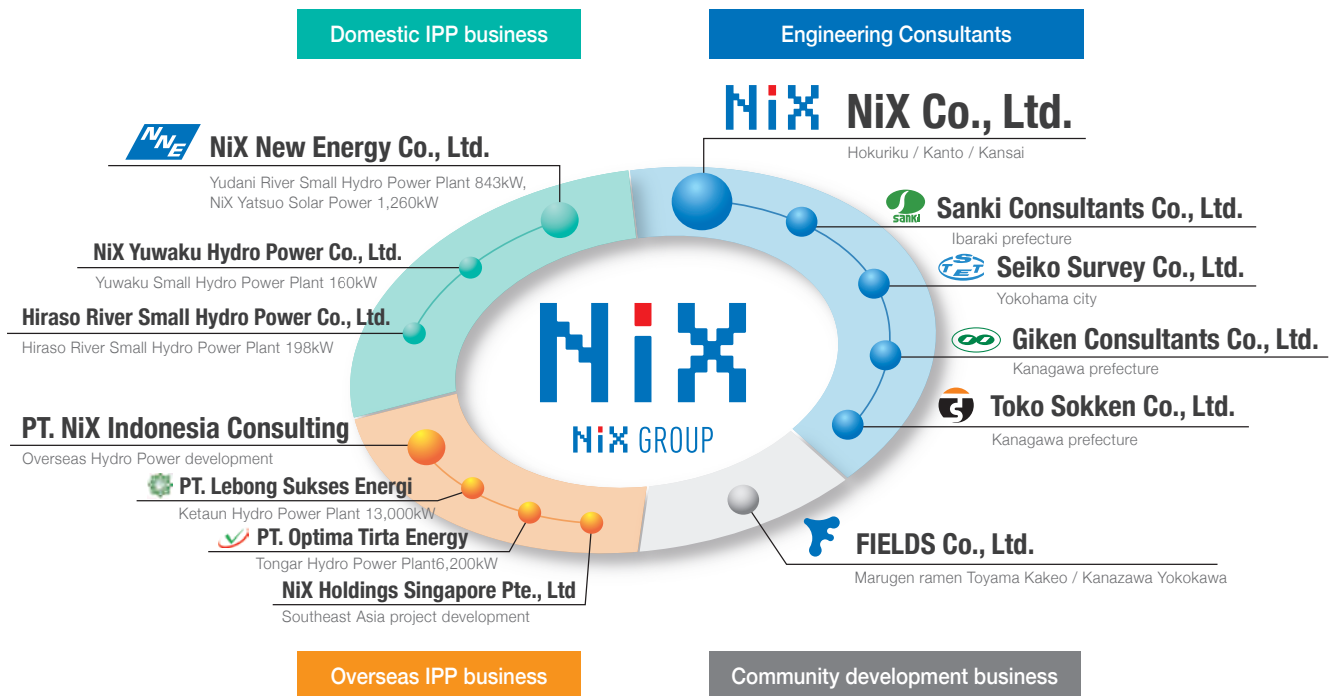 Domestic IPP business
Engineering Consultants
NiX NiX Co., Ltd.
Hokuriku / Kanto / Kansai
NNE NiX New Energy Co., Ltd.
Yudani River Small Hydro Power Plant 843kW,
NiX Yatsuo Solar Power 1,260kW
Sanki Sanki Consultants Co., Ltd.
Ibaraki prefecture
NiX Yuwaku Hydro Power Co., Ltd.
Yuwaku Small Hydro Power Plant 160kW
STET Seiko Survey Co., Ltd.
Yokohama city
Hiraso River Small Hydro Power Co., Ltd.
Hiraso River Small Hydro Power Plant 198kW
Giken Consultants Co., Ltd.
Kanagawa prefecture
NiX
NiX GROUP
Toko Sokken Co., Ltd.
Kanagawa prefecture
PT. NiX Indonesia Consulting
Overseas Hydro Power development
PT. Lebong Sukses Energi
Ketaun Hydro Power Plant 13,000kW
PT. Optima Tirta Energy
Tongar Hydro Power Plant6,200kW
NiX Holdings Singapore Pte., Ltd
Southeast Asia project development
FIELDS Co., Ltd.
Marugen ramen Toyama Kakeo / Kanazawa Yokokawa
Overseas IPP business
Community development business